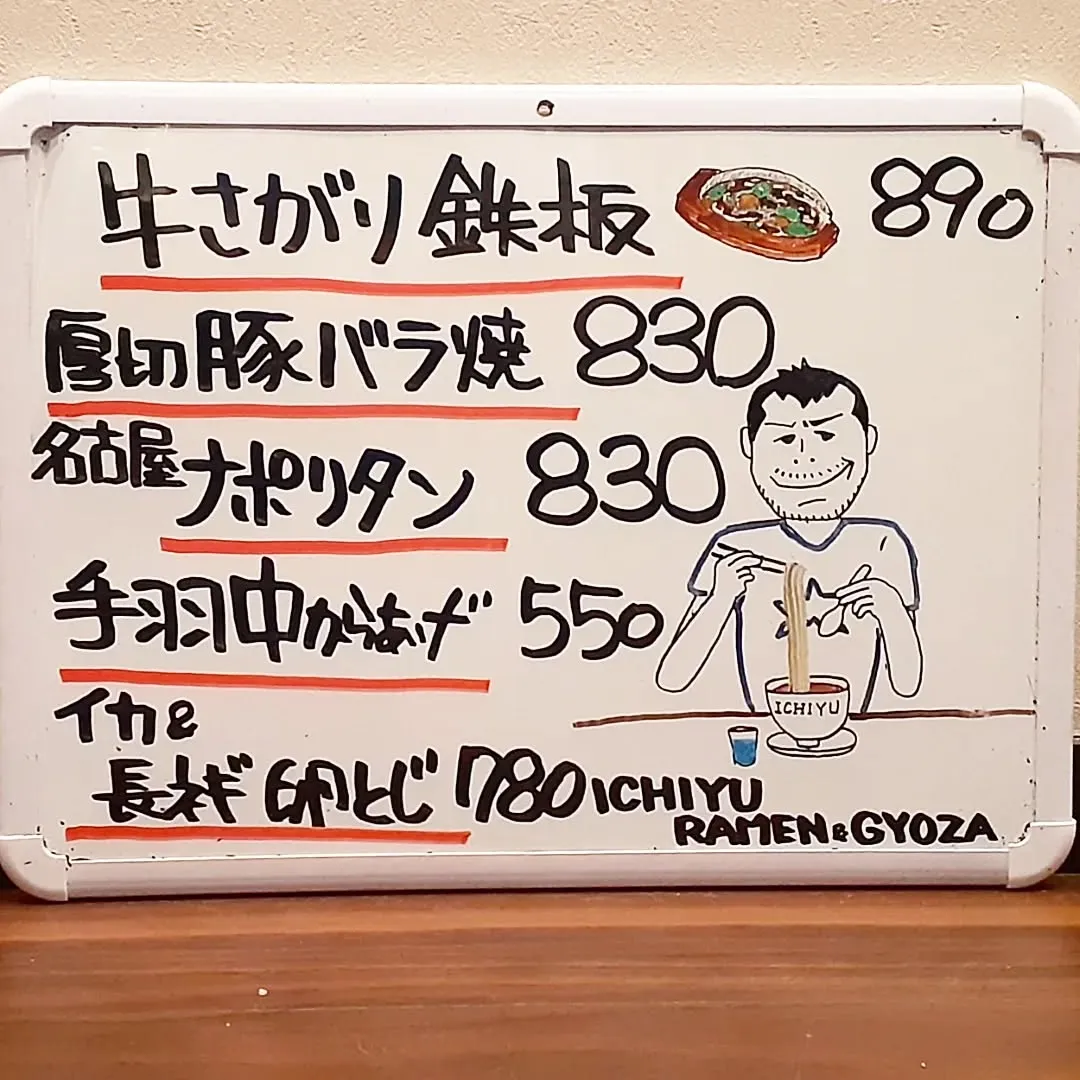 牛さがり鉄板 890
厚切豚バラ焼 830
名古屋ナポリタン 830
手羽中からあげ 550
イカ&
長ネギ卵とじ 780
ICHIYU
ICHIYU
RAMEN&GYOZA